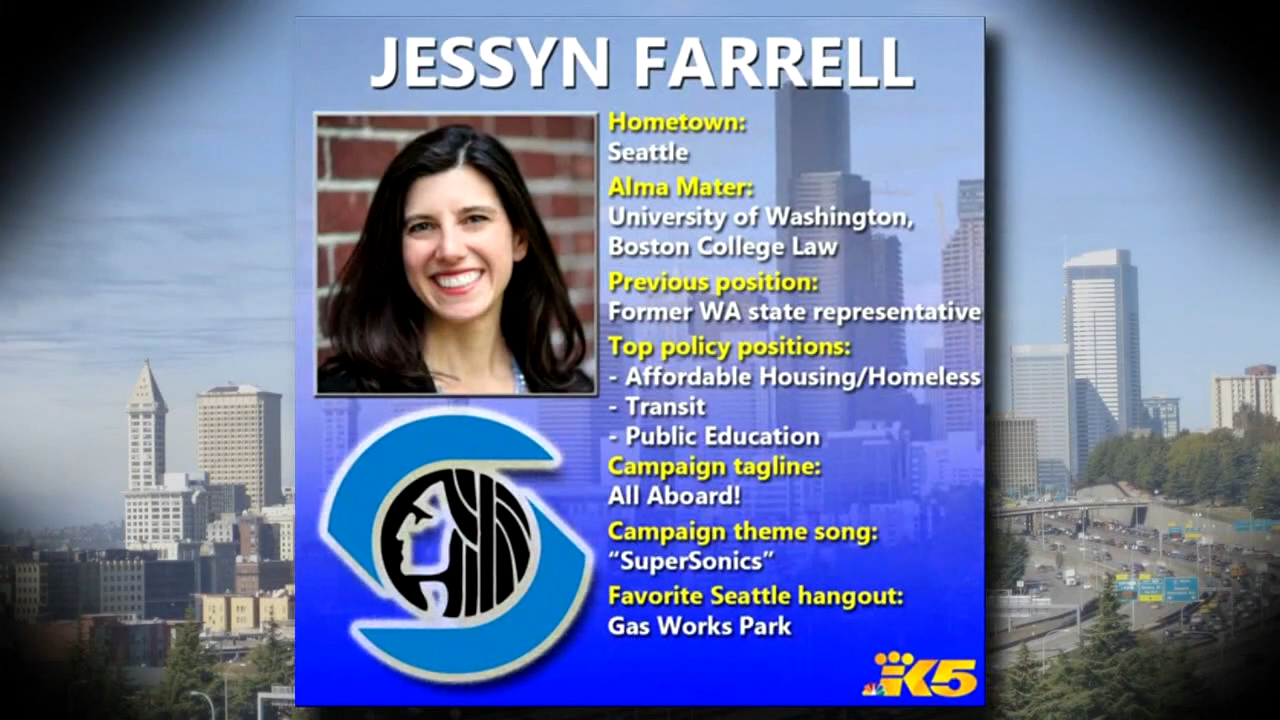 JESSYN FARRELL
Hometown:
Seattle
Alma Mater:
University of Washington,
Boston College Law
Previous position:
Former WA state representative
Top policy positions:
- Affordable Housing/Homeless
- Transit
- Public Education
Campaign tagline:
All Aboard!
Campaign theme song:
“SuperSonics”
Favorite Seattle hangout:
Gas Works Park
K5